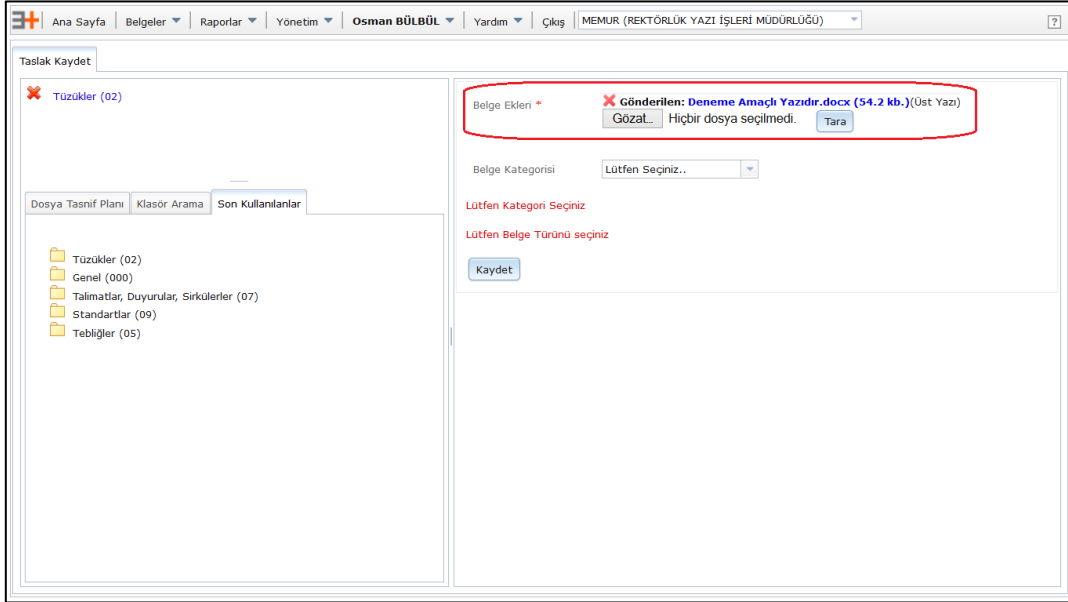 Ana Sayfa Belgeler Raporlar Yönetim Osman BÜLBÜL Yardım Çıkış MEMUR (REKTÖRLÜK YAZI İŞLERİ MÜDÜRLÜĞÜ) ?
Taslak Kaydet
Tüzükler (02)
Dosya Tasnif Planı Klasör Arama Son Kullanılanlar
Tüzükler (02)
Genel (000)
Talimatlar, Duyurular, Sirkülerler (07)
Standartlar (09)
Tebliğler (05)
Belge Ekleri * Gönderilen: Deneme Amaçlı Yazıdır.docx (54.2 kb.)(Üst Yazı)
Gözat... Hiçbir dosya seçilmedi. Tara
Belge Kategorisi Lütfen Seçiniz..
Lütfen Kategori Seçiniz
Lütfen Belge Türünü seçiniz
Kaydet